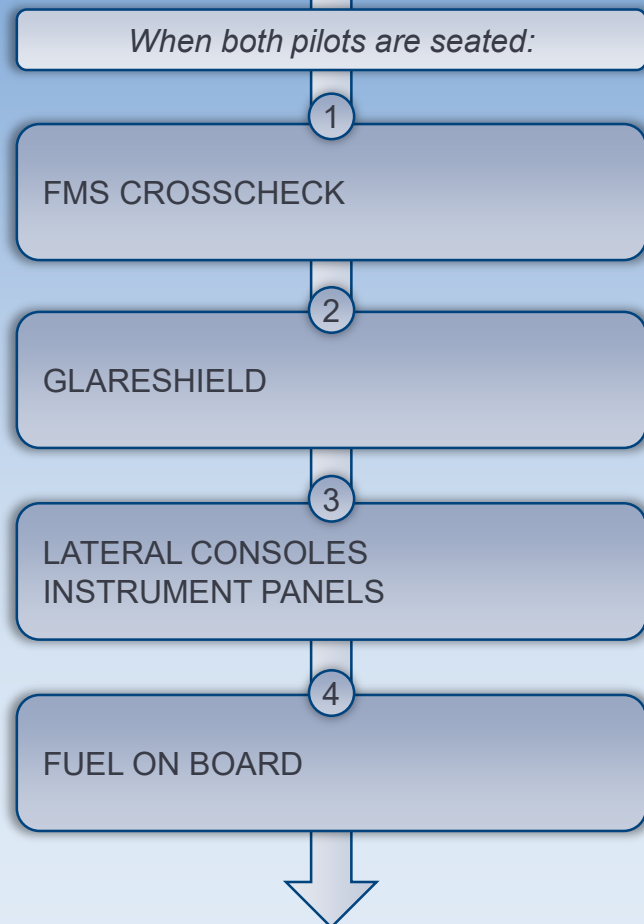 When both pilots are seated:
1
FMS CROSSCHECK
2
GLARESHIELD
3
LATERAL CONSOLES
INSTRUMENT PANELS
4
FUEL ON BOARD